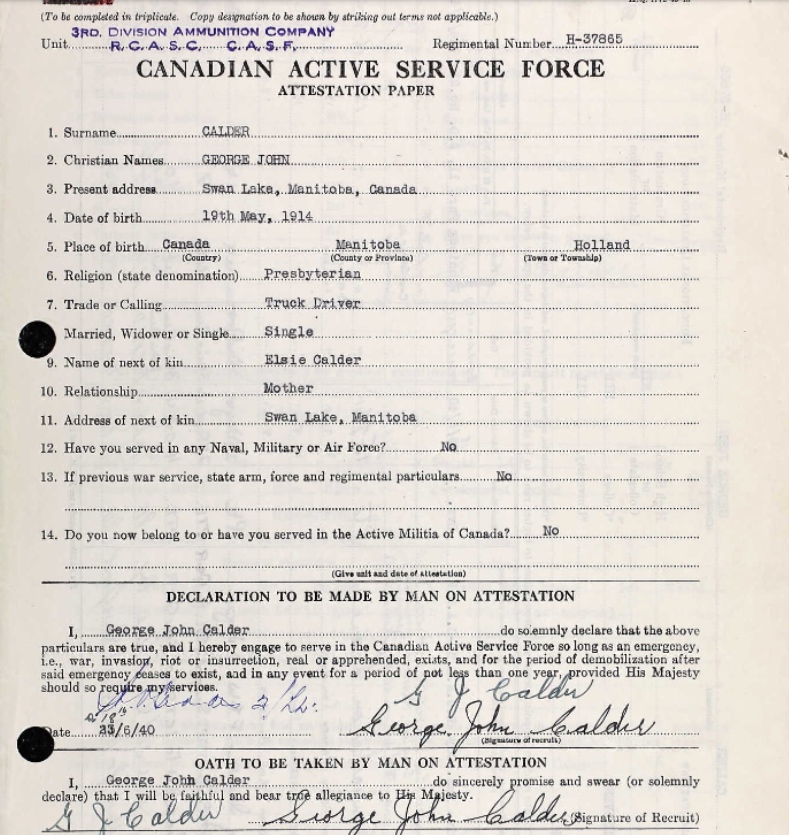 (To be completed in triplicate. Copy designation to be shown by striking out terms not applicable.)
3RD. DIVISION AMMUNITION COMPANY
Unit R. C. A. S. C. C. A. S. F. Regimental Number H-37865
CANADIAN ACTIVE SERVICE FORCE
ATTESTATION PAPER
1. Surname CALDER
2. Christian Names GEORGE JOHN
3. Present address Swan Lake, Manitoba, Canada
4. Date of birth 19th May, 1914
5. Place of birth Canada Manitoba Holland
(Country) (County or Province) (Town or Township)
6. Religion (state denomination) Presbyterian
7. Trade or Calling Truck Driver
Married, Widower or Single Single
9. Name of next of kin Elsie Calder
10. Relationship Mother
11. Address of next of kin Swan Lake, Manitoba
12. Have you served in any Naval, Military or Air Force? No
13. If previous war service, state arm, force and regimental particulars No
14. Do you now belong to or have you served in the Active Militia of Canada? No
(Give unit and date of attestation)
DECLARATION TO BE MADE BY MAN ON ATTESTATION
I, George John Calder do solemnly declare that the above
particulars are true, and I hereby engage to serve in the Canadian Active Service Force so long as an emergency,
i.e., war, invasion, riot or insurrection, real or apprehended, exists, and for the period of demobilization after
said emergency ceases to exist, and in any event for a period of not less than one year, provided His Majesty
should so require my services.
G J Calder
Date /6/40 George John Calder
(Signature of recruit)
OATH TO BE TAKEN BY MAN ON ATTESTATION
I, George John Calder do sincerely promise and swear (or solemnly
declare) that I will be faithful and bear true allegiance to His Majesty.
G J Calder George John Calder (Signature of Recruit)